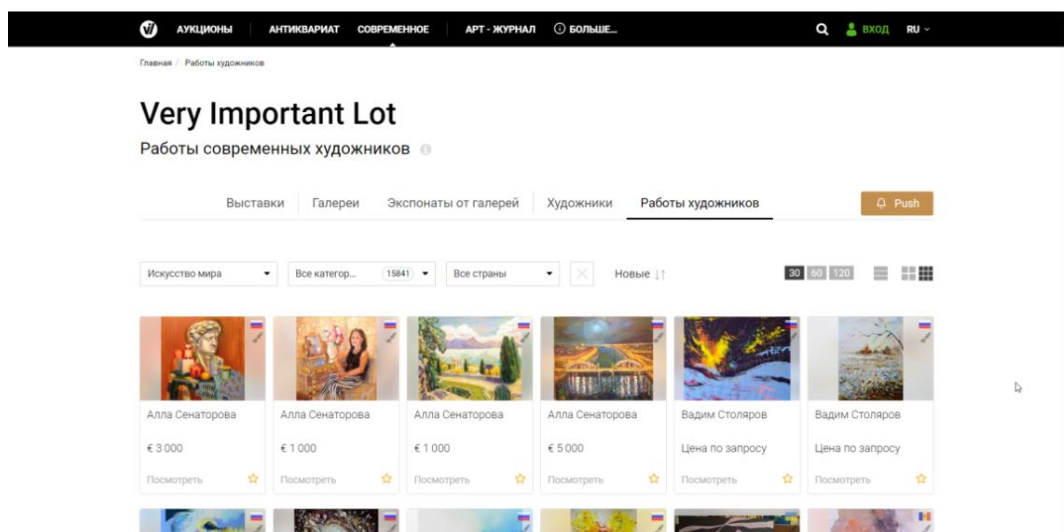 АУКЦИОНЫ АНТИКВАРИАТ СОВРЕМЕННОЕ АРТ - ЖУРНАЛ БОЛЬШЕ... ВХОД RU
Главная / Работы художников
Very Important Lot
Работы современных художников
Выставки Галереи Экспонаты от галерей Художники Работы художников Push
Искусство мира Все категор... 15841 Все страны Новые 30 60 120
Алла Сенаторова Алла Сенаторова Алла Сенаторова Алла Сенаторова Вадим Столяров Вадим Столяров
€ 3 000 € 1 000 € 1 000 € 5 000 Цена по запросу Цена по запросу
Посмотреть Посмотреть Посмотреть Посмотреть Посмотреть Посмотреть